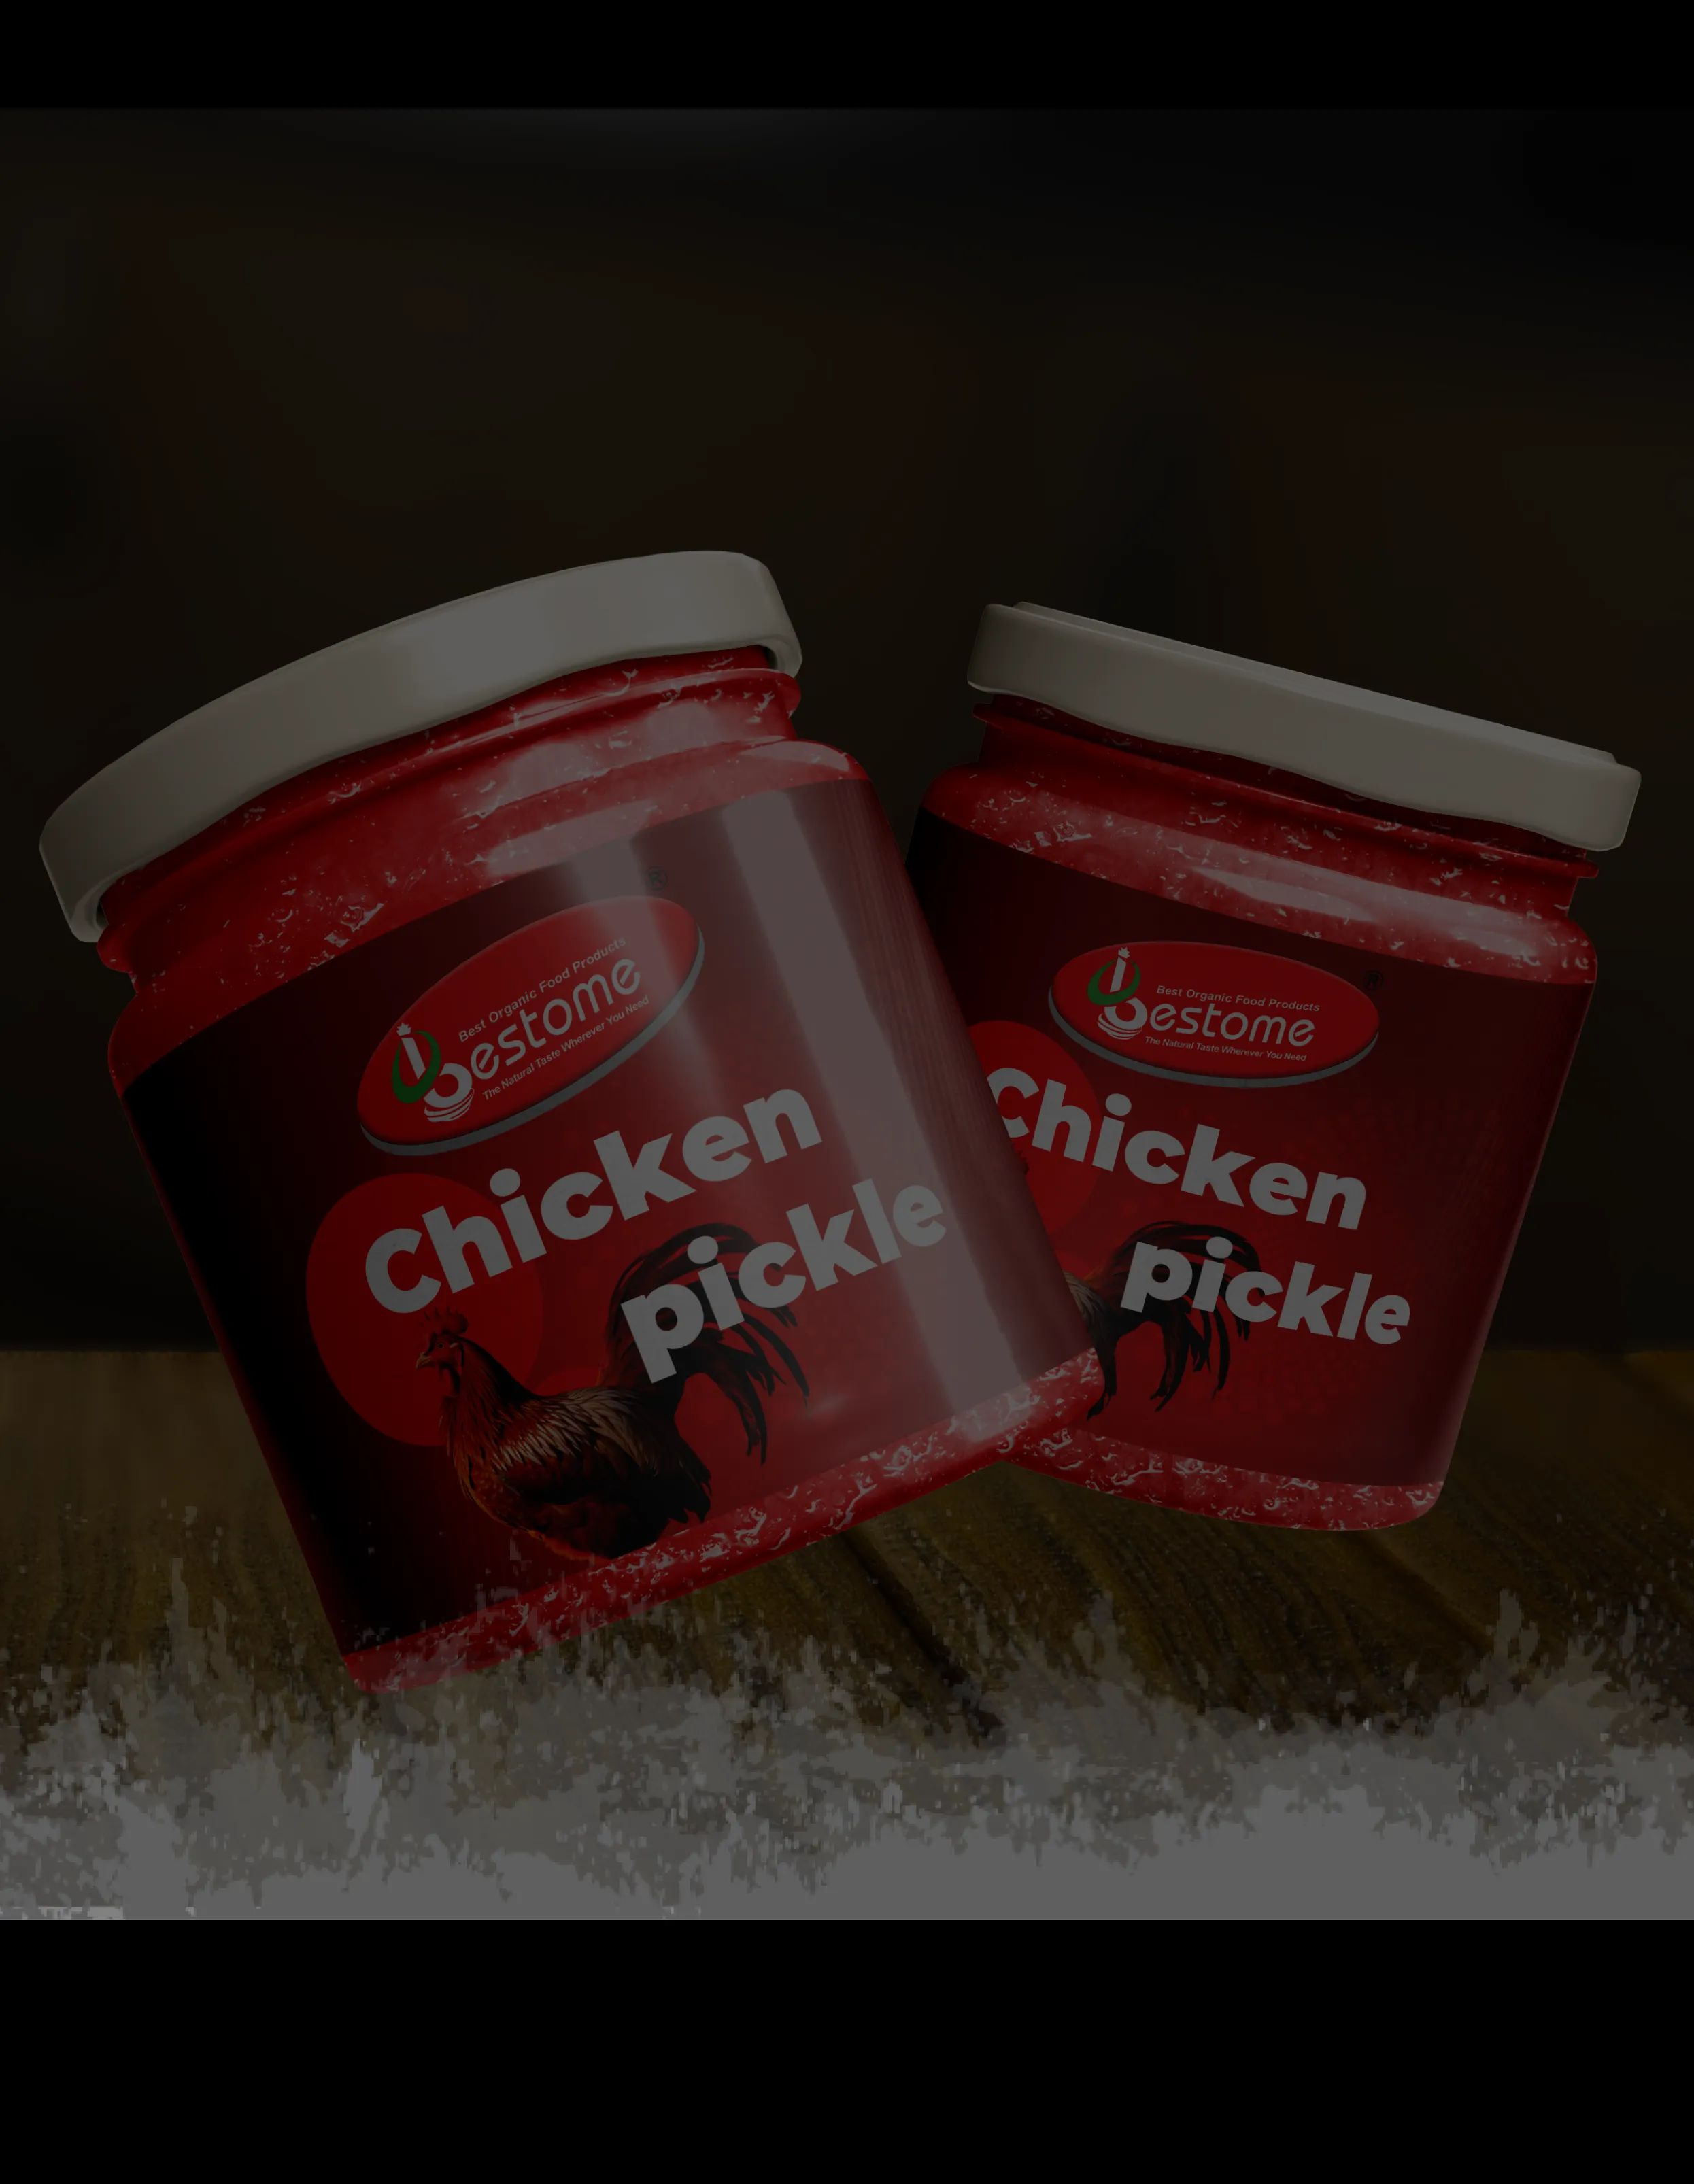 ®
Best Organic Food Products
bestome
The Natural Taste Wherever You Need
Chicken
pickle
®
Best Organic Food Products
bestome
The Natural Taste Wherever You Need
Chicken
pickle